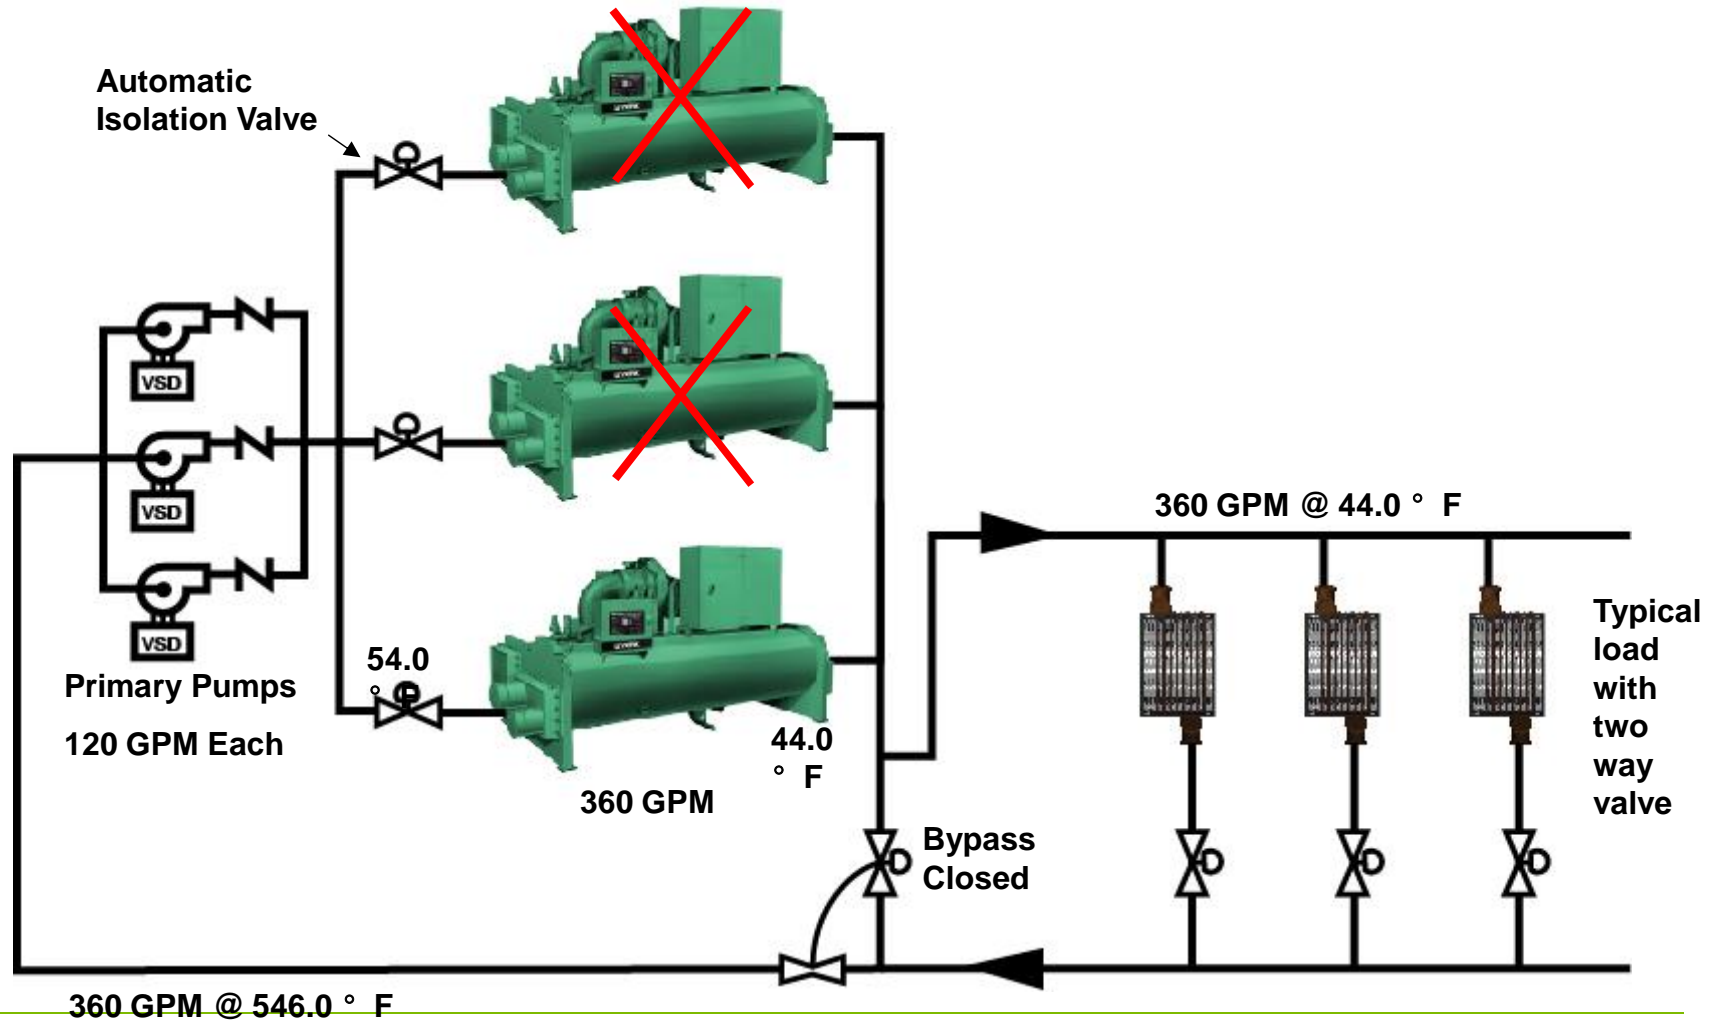 Automatic
Isolation Valve
VSD
VSD
VSD
Primary Pumps
120 GPM Each
54.0
° F
44.0
° F
360 GPM
360 GPM @ 44.0 ° F
Typical
load
with
two
way
valve
Bypass
Closed
360 GPM @ 546.0 ° F